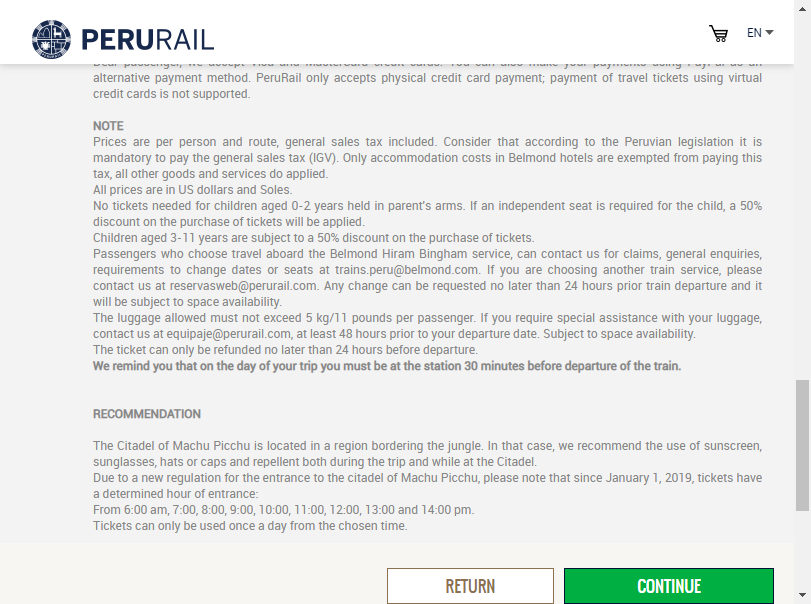 PERURAIL
EN
Dear passenger, we accept Visa and MasterCard credit cards. You can also make your payments using PayPal as an
alternative payment method. PeruRail only accepts physical credit card payment; payment of travel tickets using virtual
credit cards is not supported.
NOTE
Prices are per person and route, general sales tax included. Consider that according to the Peruvian legislation it is
mandatory to pay the general sales tax (IGV). Only accommodation costs in Belmond hotels are exempted from paying this
tax, all other goods and services do applied.
All prices are in US dollars and Soles.
No tickets needed for children aged 0-2 years held in parent's arms. If an independent seat is required for the child, a 50%
discount on the purchase of tickets will be applied.
Children aged 3-11 years are subject to a 50% discount on the purchase of tickets.
Passengers who choose travel aboard the Belmond Hiram Bingham service, can contact us for claims, general enquiries,
requirements to change dates or seats at trains.peru@belmond.com. If you are choosing another train service, please
contact us at reservasweb@perurail.com. Any change can be requested no later than 24 hours prior train departure and it
will be subject to space availability.
The luggage allowed must not exceed 5 kg/11 pounds per passenger. If you require special assistance with your luggage,
contact us at equipaje@perurail.com, at least 48 hours prior to your departure date. Subject to space availability.
The ticket can only be refunded no later than 24 hours before departure.
We remind you that on the day of your trip you must be at the station 30 minutes before departure of the train.
RECOMMENDATION
The Citadel of Machu Picchu is located in a region bordering the jungle. In that case, we recommend the use of sunscreen,
sunglasses, hats or caps and repellent both during the trip and while at the Citadel.
Due to a new regulation for the entrance to the citadel of Machu Picchu, please note that since January 1, 2019, tickets have
a determined hour of entrance:
From 6:00 am, 7:00, 8:00, 9:00, 10:00, 11:00, 12:00, 13:00 and 14:00 pm.
Tickets can only be used once a day from the chosen time.
RETURN
CONTINUE